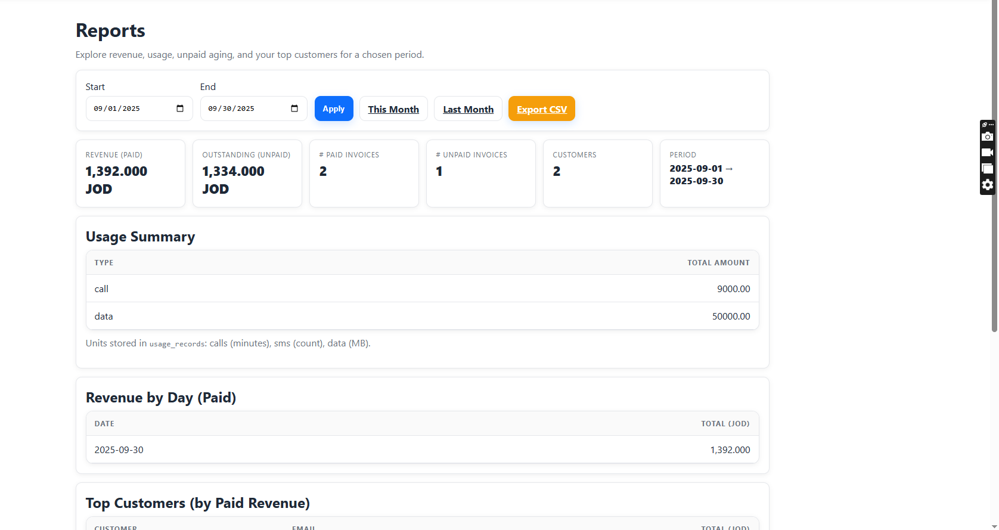 Reports
Explore revenue, usage, unpaid aging, and your top customers for a chosen period.
Start End
09/01/2025 09/30/2025 Apply This Month Last Month Export CSV
REVENUE (PAID) OUTSTANDING (UNPAID) # PAID INVOICES # UNPAID INVOICES CUSTOMERS PERIOD
1,392.000 JOD 1,334.000 JOD 2 1 2 2025-09-01 → 2025-09-30
Usage Summary
TYPE TOTAL AMOUNT
call 9000.00
data 50000.00
Units stored in usage_records: calls (minutes), sms (count), data (MB).
Revenue by Day (Paid)
DATE TOTAL (JOD)
2025-09-30 1,392.000
Top Customers (by Paid Revenue)
CUSTOMER EMAIL TOTAL (JOD)